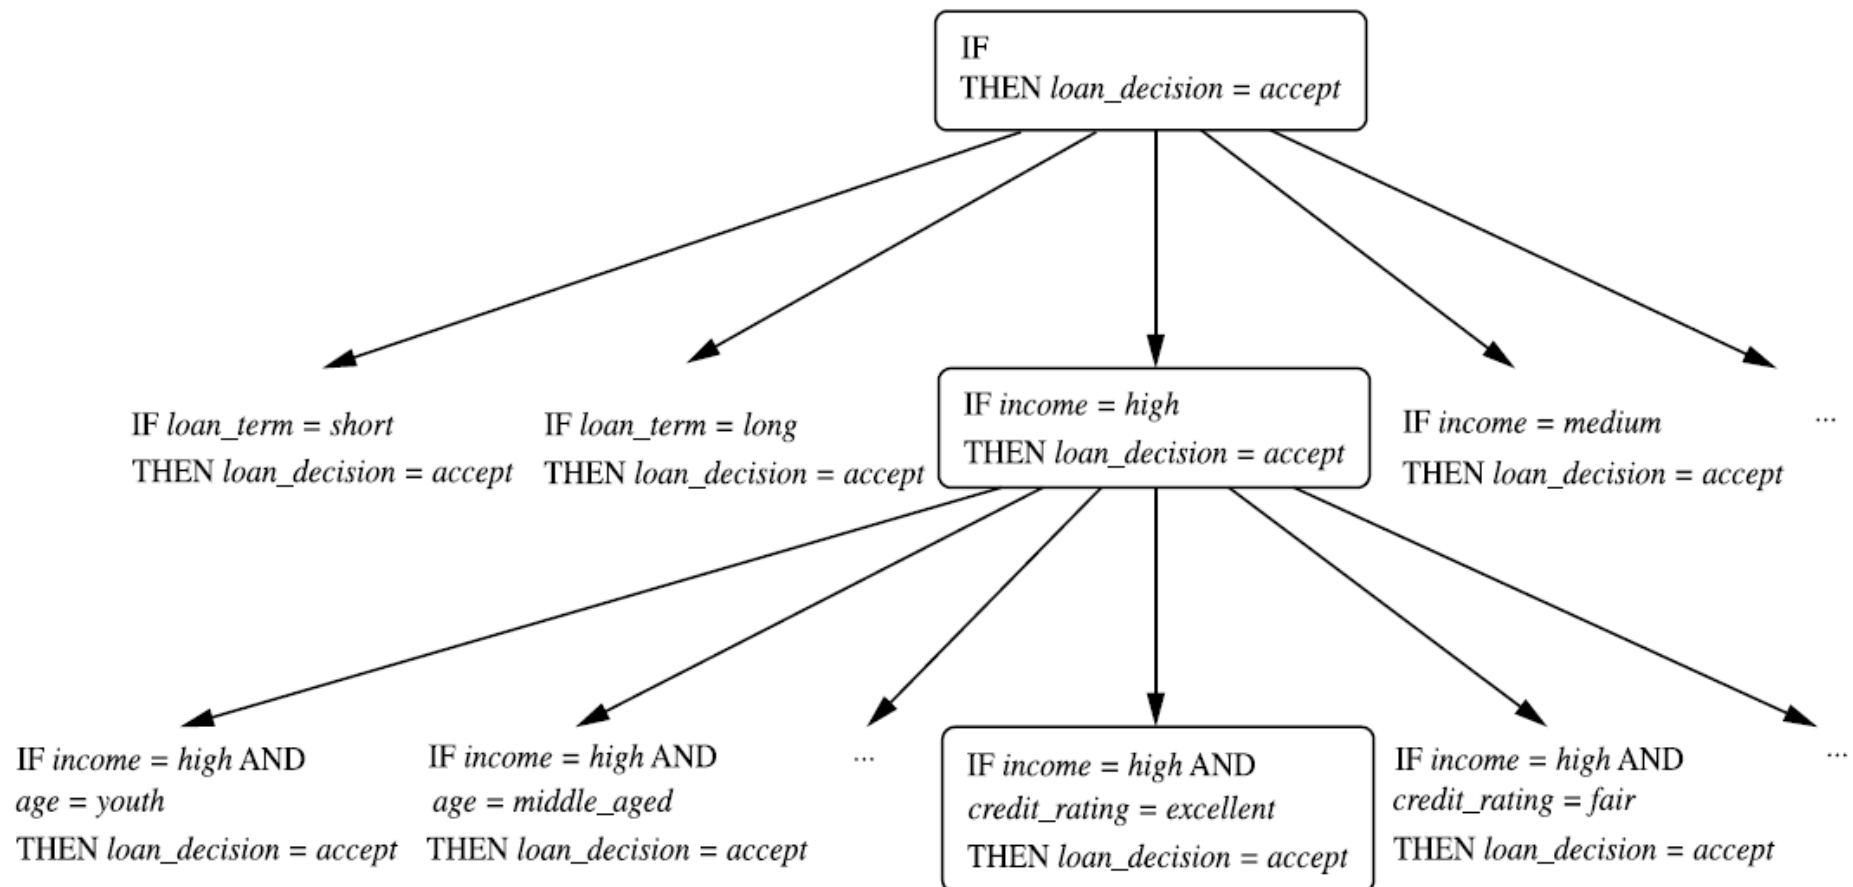 IF
THEN loan_decision = accept
IF loan_term = short
THEN loan_decision = accept
IF loan_term = long
THEN loan_decision = accept
IF income = high
THEN loan_decision = accept
IF income = medium
THEN loan_decision = accept
...
IF income = high AND
age = youth
THEN loan_decision = accept
IF income = high AND
age = middle_aged
THEN loan_decision = accept
...
IF income = high AND
credit_rating = excellent
THEN loan_decision = accept
IF income = high AND
credit_rating = fair
THEN loan_decision = accept
...